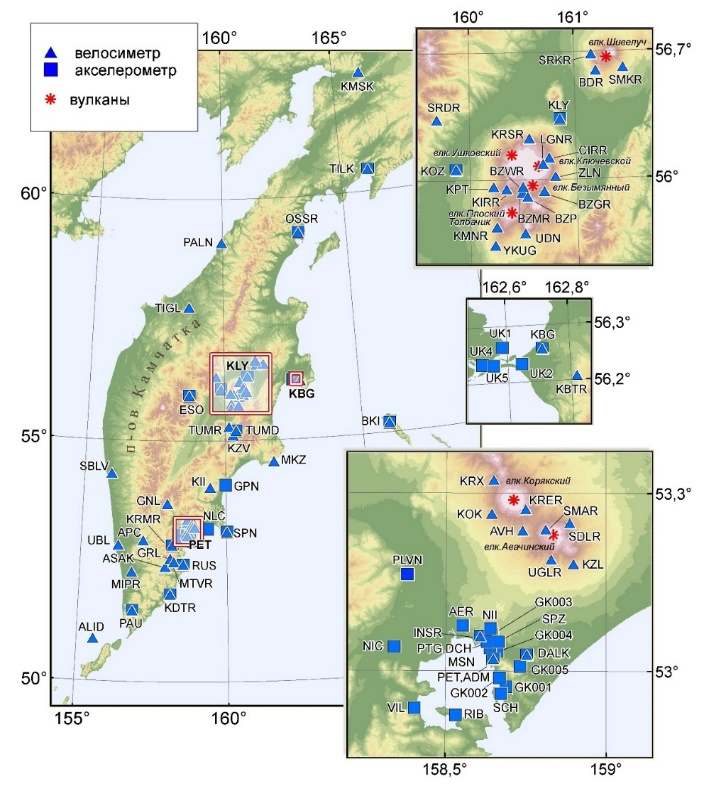 велосиметр
акселерометр
вулканы
160°
165°
KMSK
TILK
60°
OSSR
PALN
TIGL
п-ов Камчатка
KLY
KBG
ESO
TUMR
TUMD
BKI
55°
KZV
MKZ
SBLV
KII
GPN
GNL
NLC
KRMR
APC
SPN
UBL
PET
GRL
ASAK
RUS
MIPR
MTVR
KDTR
PAU
ALID
50°
155°
160°
160°
161°
влк.Шивелуч
56,7°
SRKR
BDR
SMKR
SRDR
KLY
KRSR
LGNR
CIRR
влк.Ушковский
влк.Ключевской
KOZ
BZWR
ZLN
56°
KPT
влк.Безымянный
KIRR
BZGR
влк.Плоский
Толбачик
BZMR
BZP
KMNR
UDN
YKUG
162,6°
162,8°
56,3°
UK1
KBG
UK4
UK5
UK2
56,2°
KBTR
KRX
влк.Корякский
53,3°
KRER
KOK
SMAR
AVH
SDLR
влк.Авачинский
UGLR
KZL
PLVN
GK003
AER
NII
SPZ
INSR
GK004
NIC
PTG
DCH
DALK
MSN
53°
PET,ADM
GK005
GK002
GK001
VIL
RIB
SCH
158,5°
159°